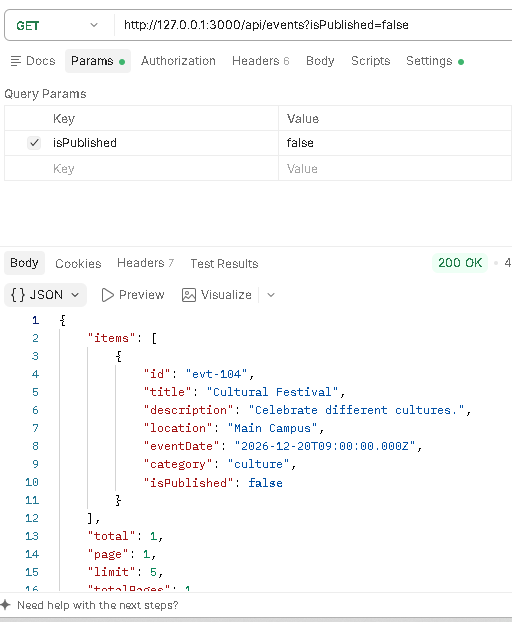 GET http://127.0.0.1:3000/api/events?isPublished=false
Docs Params Authorization Headers 6 Body Scripts Settings
Query Params
Key Value
isPublished false
Key Value
Body Cookies Headers 7 Test Results 200 OK 4
{} JSON Preview Visualize
1 {
2 "items": [
3 {
4 "id": "evt-104",
5 "title": "Cultural Festival",
6 "description": "Celebrate different cultures.",
7 "location": "Main Campus",
8 "eventDate": "2026-12-20T09:00:00.000Z",
9 "category": "culture",
10 "isPublished": false
11 }
12 ],
13 "total": 1,
14 "page": 1,
15 "limit": 5,
16 "totalPages": 1
Need help with the next steps?